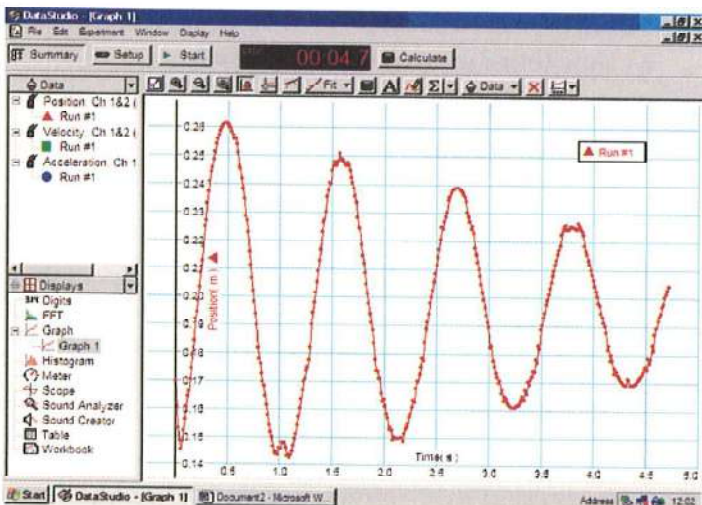 DataStudio - [Graph 1]
File Edit Experiment Window Display Help
Summary Setup Start 00:04.7 Calculate
Data Fit A Σ Data
Position. Ch 1&2 (
Run #1
Velocity. Ch 1&2 (
Run #1
Acceleration. Ch 1
Run #1
Displays
Digits
FFT
Graph
Graph 1
Histogram
Meter
Scope
Sound Analyzer
Sound Creator
Table
Workbook
Run #1
0.26
0.25
0.24
0.23
0.22
0.20
0.19
0.18
0.17
0.16
0.15
0.14
Position( m )
Time( s )
0.5 1.0 1.5 2.0 2.5 3.0 3.5 4.0 4.5 5.0
Start DataStudio - [Graph 1] Document2 - Microsoft W... Address 12:02